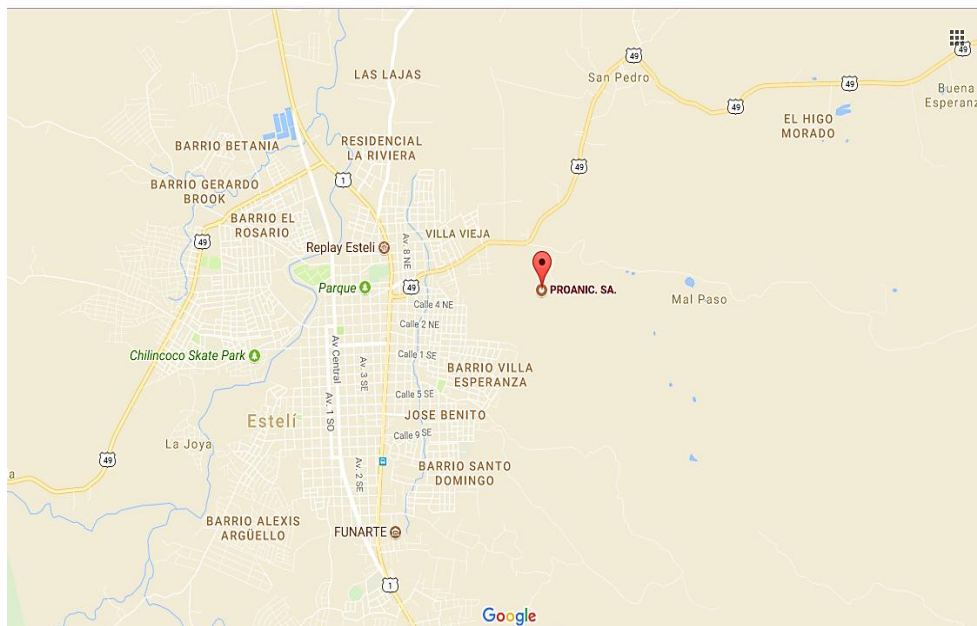 49
49
49
San Pedro
LAS LAJAS
Buena
Esperanz
49
EL HIGO
MORADO
BARRIO BETANIA
RESIDENCIAL
LA RIVIERA
49
1
BARRIO GERARDO
BROOK
BARRIO EL
ROSARIO
VILLA VIEJA
49
Replay Estelí
Av. 8 NE
Parque
49
PROANIC. SA.
Mal Paso
Calle 4 NE
Calle 2 NE
Chilincoco Skate Park
Av Central
Av. 3 SE
Calle 1 SE
BARRIO VILLA
ESPERANZA
Calle 5 SE
Av. 1 SO
Estelí
JOSE BENITO
Calle 9 SE
La Joya
49
a
Av. 2 SE
BARRIO SANTO
DOMINGO
BARRIO ALEXIS
ARGÜELLO
FUNARTE
1
Google